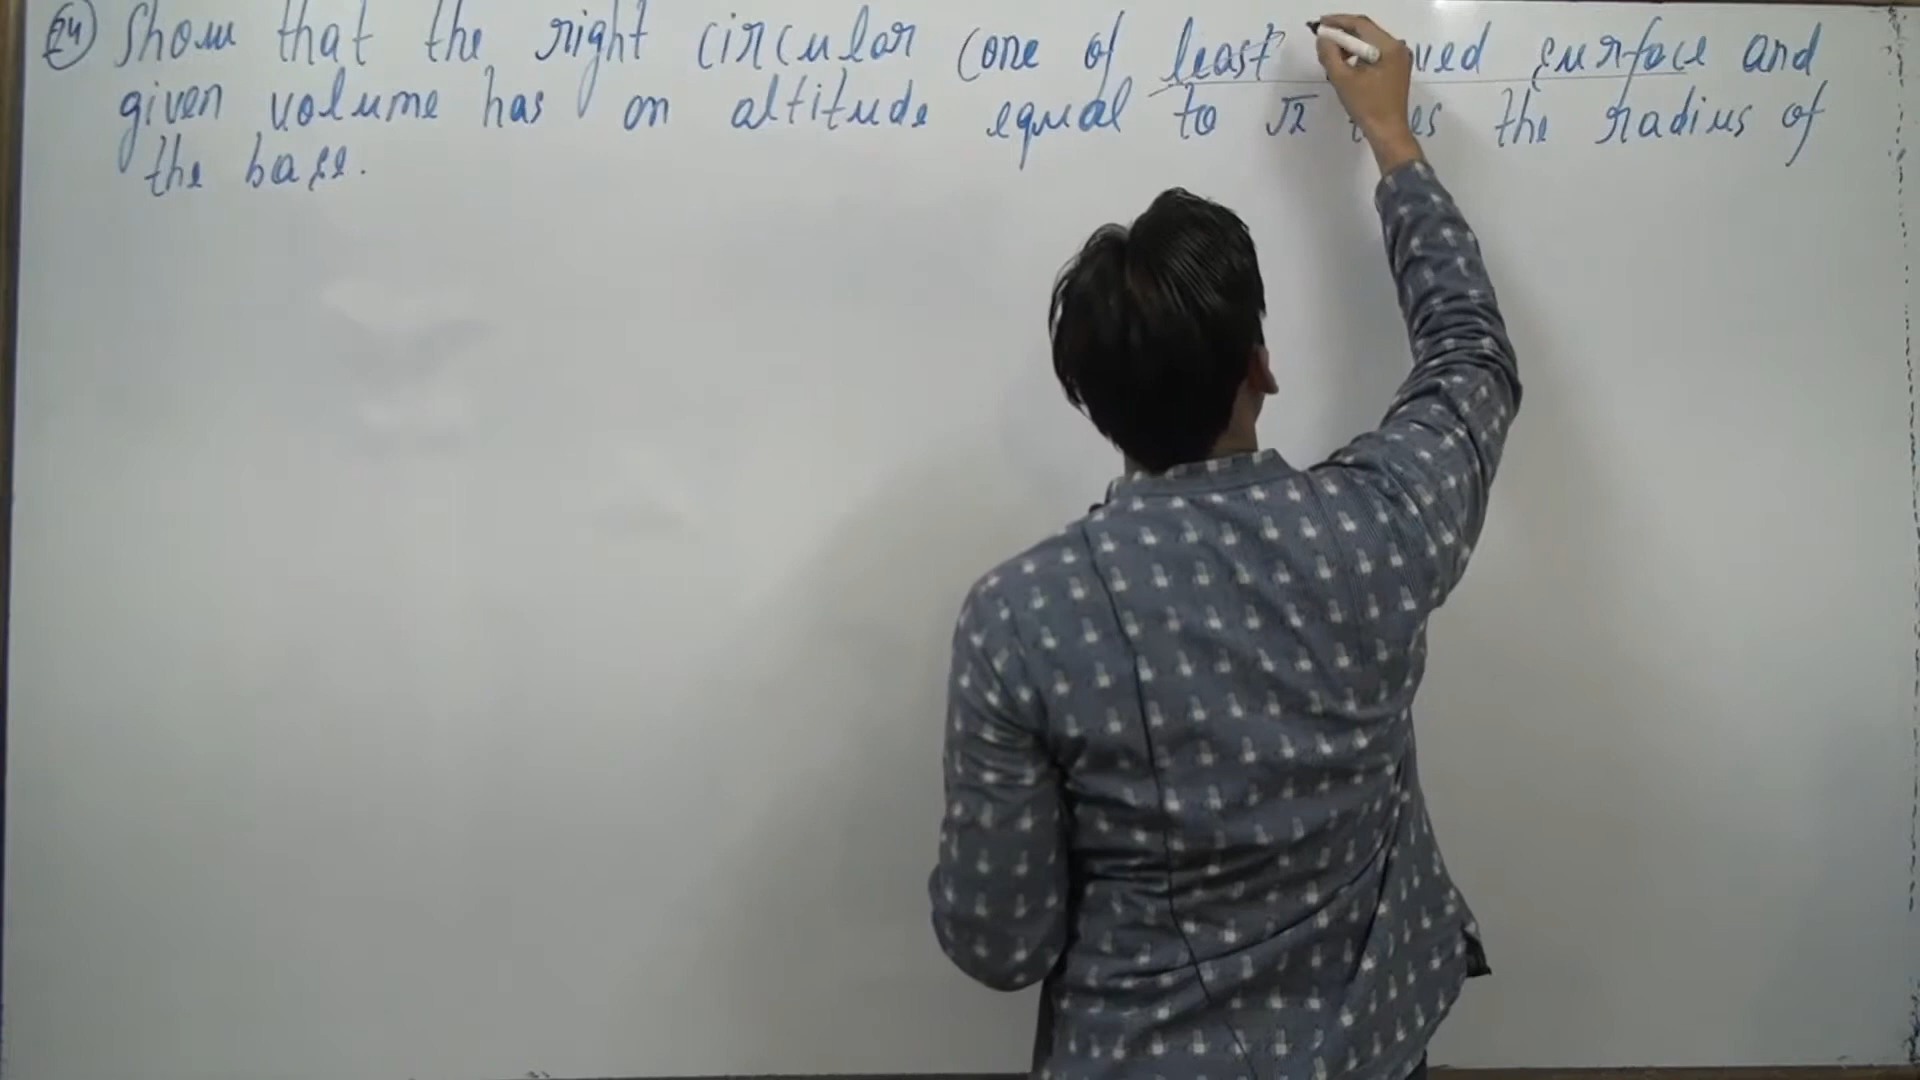 24 Show that the right circular cone of least surface and
given volume has an altitude equal to √2 the radius of
the base.